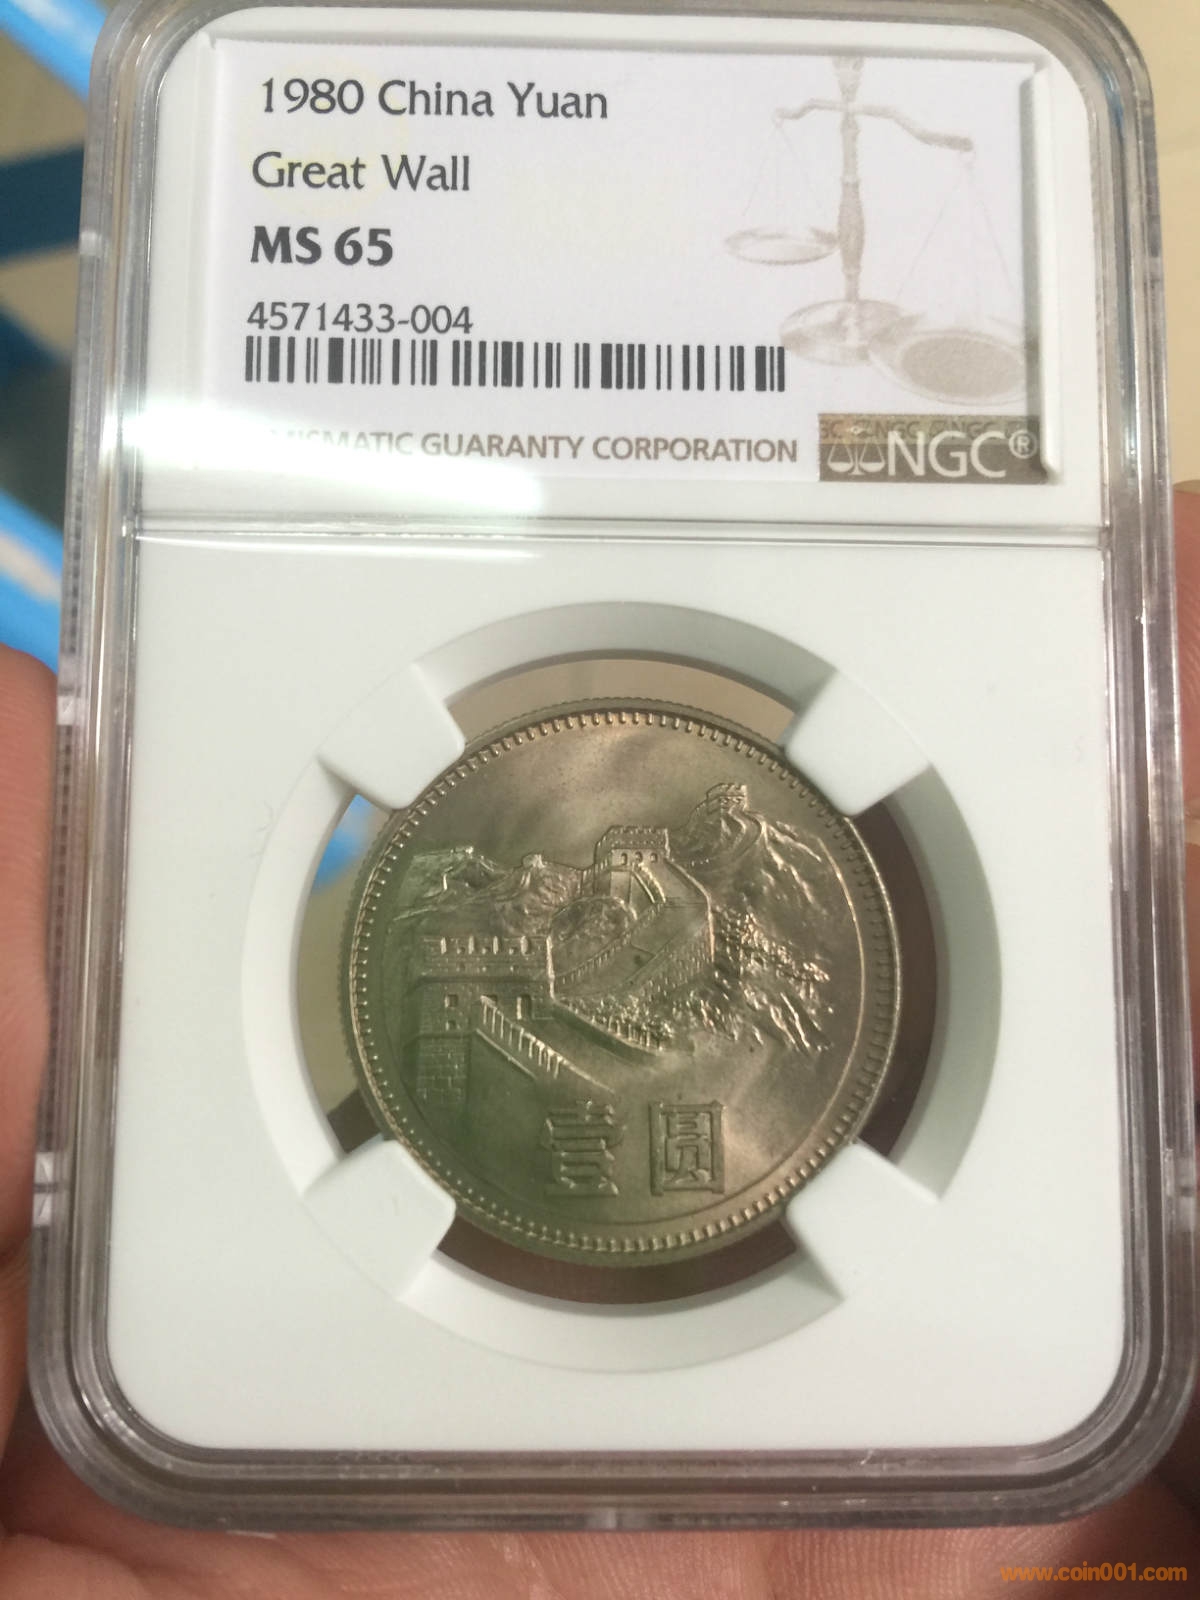 1980 China Yuan
Great Wall
MS 65
4571433-004
GUARANTY CORPORATION
NGC®
壹圓
www.coin001.com